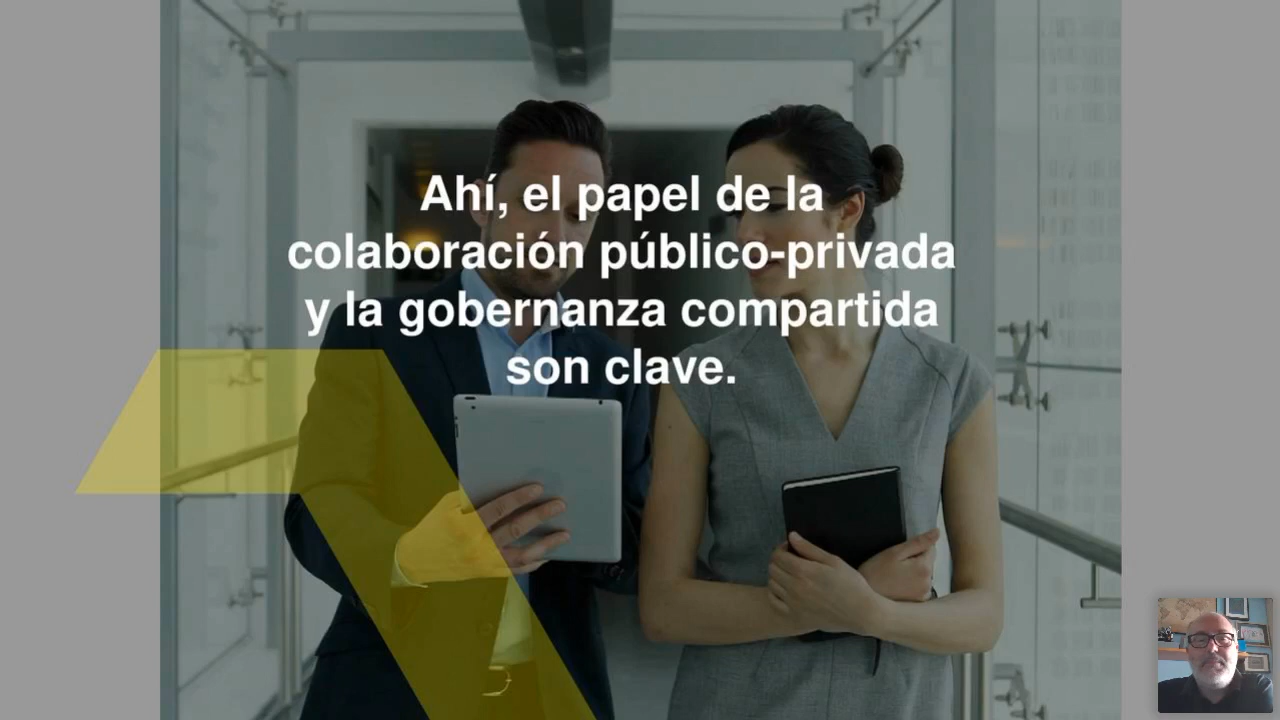 Ahí, el papel de la
colaboración público-privada
y la gobernanza compartida
son clave.